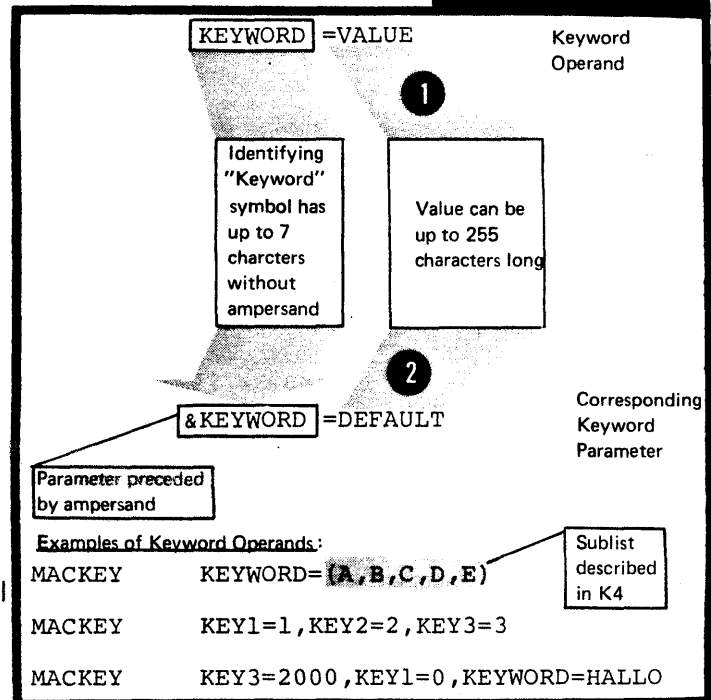 KEYWORD =VALUE
Keyword
Operand
1
Identifying
"Keyword"
symbol has
up to 7
charcters
without
ampersand
Value can be
up to 255
characters long
2
&KEYWORD =DEFAULT
Corresponding
Keyword
Parameter
Parameter preceded
by ampersand
Examples of Keyword Operands:
Sublist
described
in K4
MACKEY KEYWORD=(A,B,C,D,E)
MACKEY KEY1=1,KEY2=2,KEY3=3
MACKEY KEY3=2000,KEY1=0,KEYWORD=HALLO